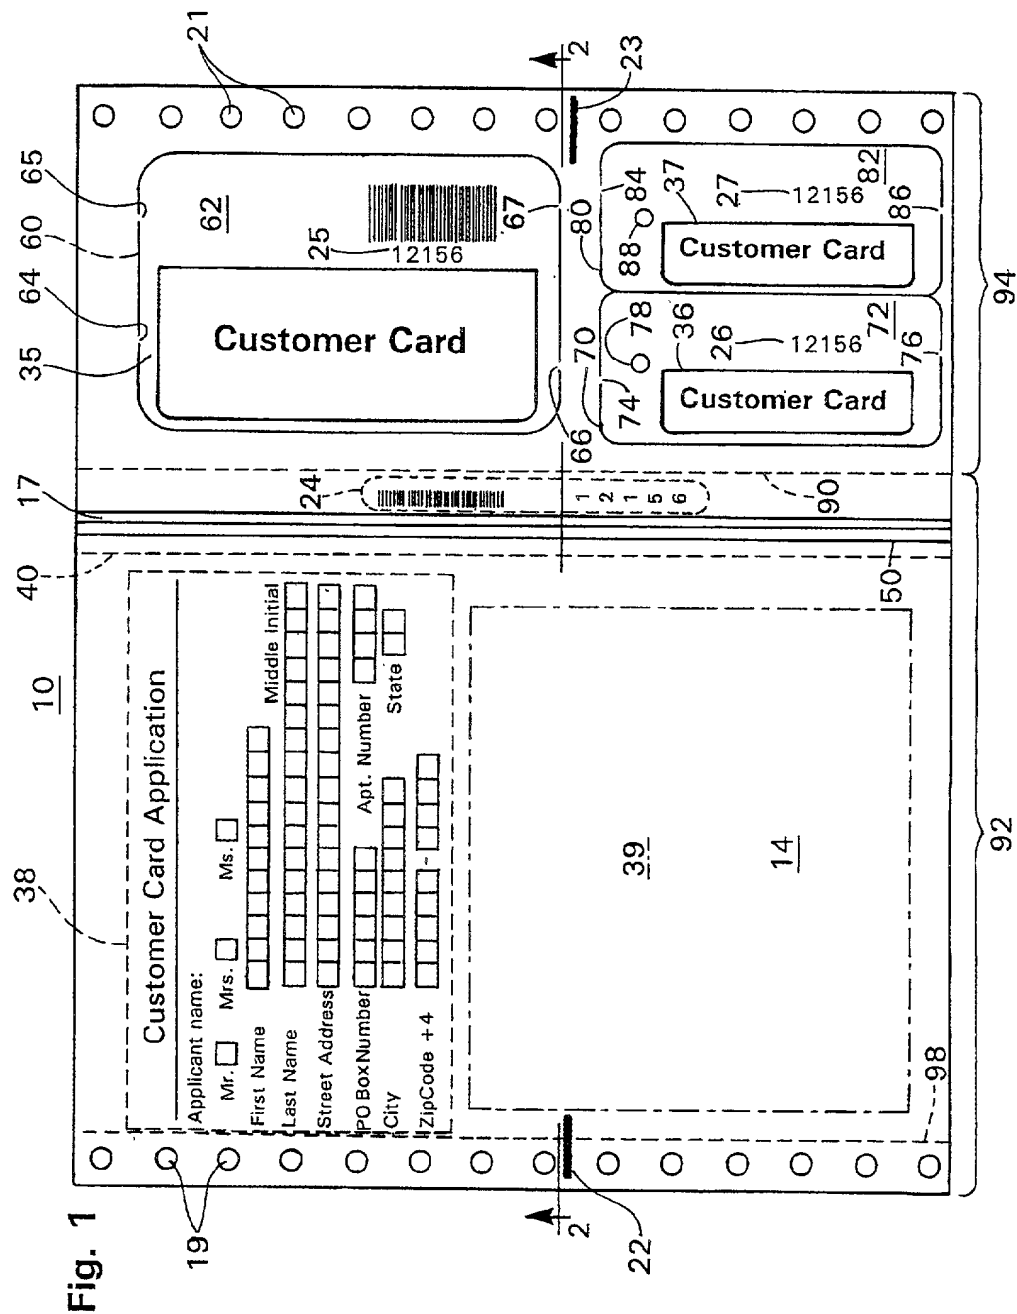 Fig. 1
10
38
40
17
35
64
60
65
21
19
Customer Card Application
Applicant name:
Mr. Mrs. Ms.
First Name
Middle Initial
Last Name
Street Address
PO Box Number
Apt. Number
City
State
ZipCode +4 -
24
1 2 1 5 6
90
50
39
14
98
92
22
2
Customer Card
62
25
12156
67
66
2
23
70
74
78
36
Customer Card
26
12156
72
76
80
84
88
37
Customer Card
27
12156
82
86
94